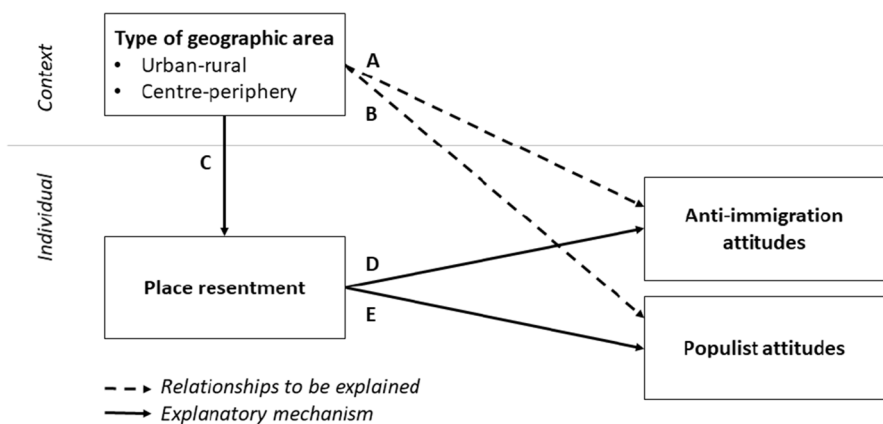 Context
Type of geographic area
• Urban-rural
• Centre-periphery
A
B
C
Individual
Anti-immigration
attitudes
Place resentment
D
E
Populist attitudes
Relationships to be explained
Explanatory mechanism